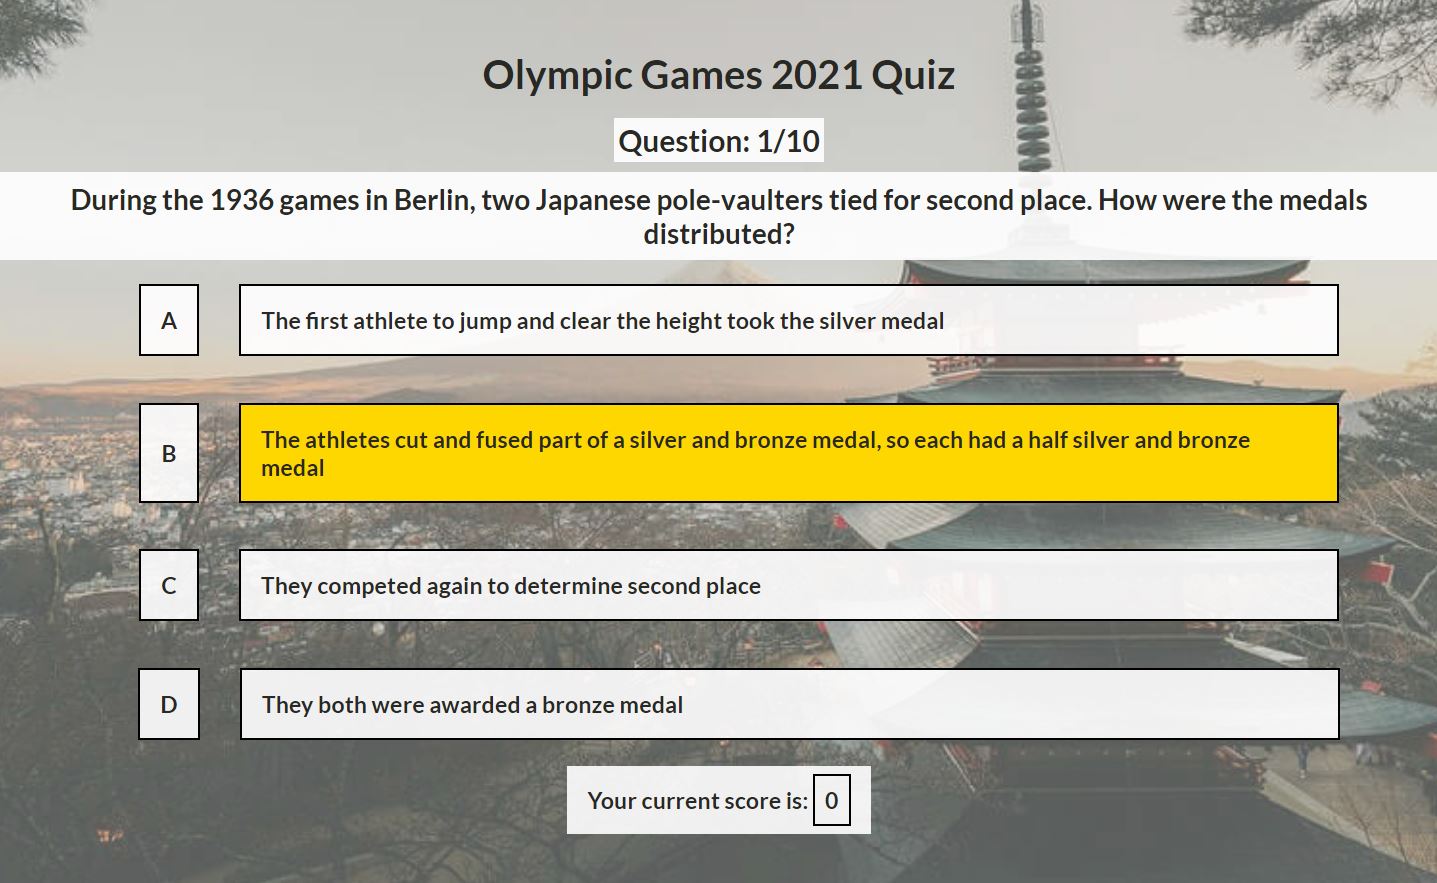 Olympic Games 2021 Quiz
Question: 1/10
During the 1936 games in Berlin, two Japanese pole-vaulters tied for second place. How were the medals
distributed?
A
The first athlete to jump and clear the height took the silver medal
B
The athletes cut and fused part of a silver and bronze medal, so each had a half silver and bronze
medal
C
They competed again to determine second place
D
They both were awarded a bronze medal
Your current score is: 0